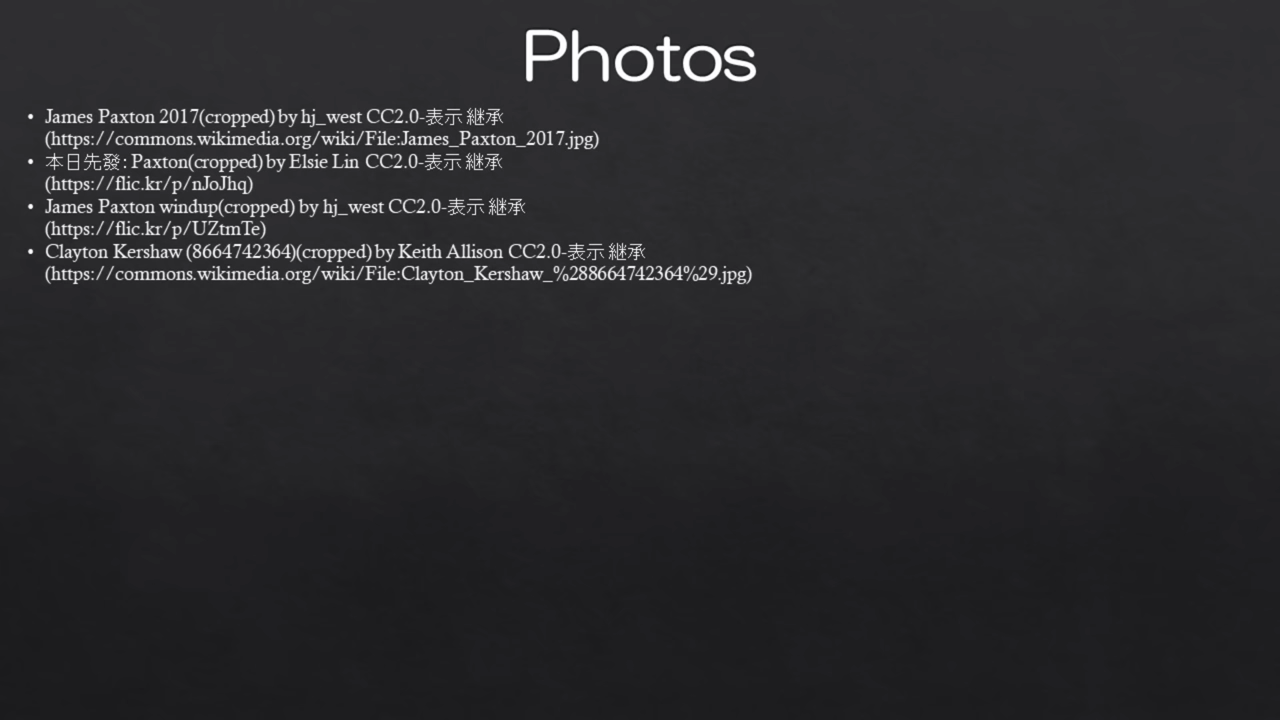 Photos
• James Paxton 2017(cropped) by hj_west CC2.0-表示 継承
(https://commons.wikimedia.org/wiki/File:James_Paxton_2017.jpg)
• 本日先發: Paxton(cropped) by Elsie Lin CC2.0-表示 継承
(https://flic.kr/p/nJoJhq)
• James Paxton windup(cropped) by hj_west CC2.0-表示 継承
(https://flic.kr/p/UZtmTe)
• Clayton Kershaw (8664742364)(cropped) by Keith Allison CC2.0-表示 継承
(https://commons.wikimedia.org/wiki/File:Clayton_Kershaw_%288664742364%29.jpg)